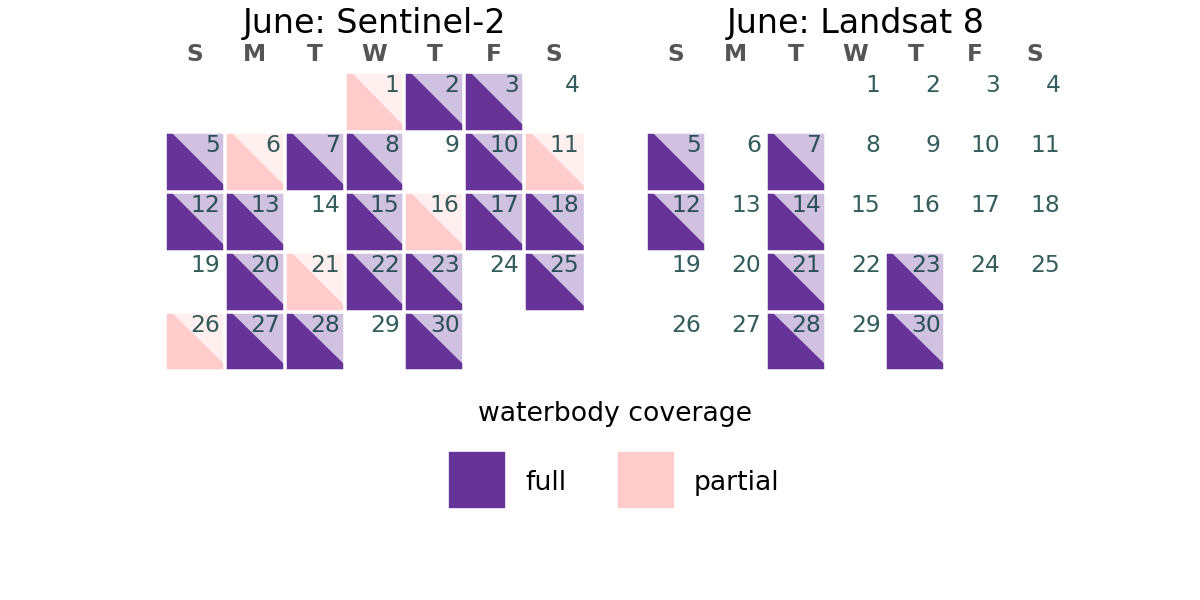 June: Sentinel-2
S M T W T F S
1 2 3 4
5 6 7 8 9 10 11
12 13 14 15 16 17 18
19 20 21 22 23 24 25
26 27 28 29 30
June: Landsat 8
S M T W T F S
1 2 3 4
5 6 7 8 9 10 11
12 13 14 15 16 17 18
19 20 21 22 23 24 25
26 27 28 29 30
waterbody coverage
full partial